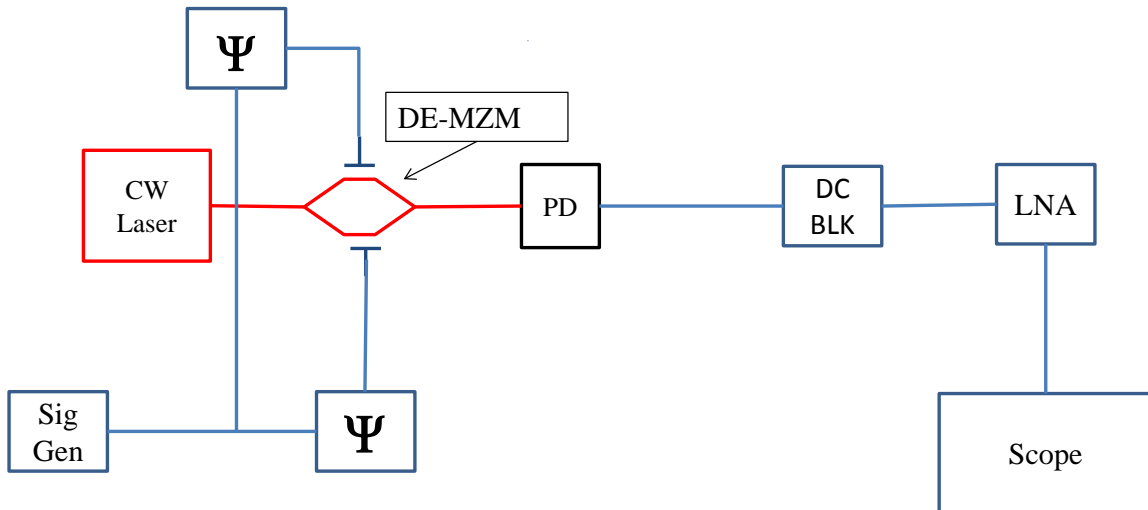 Ψ
DE-MZM
CW
Laser
PD
DC
BLK
LNA
Sig
Gen
Ψ
Scope